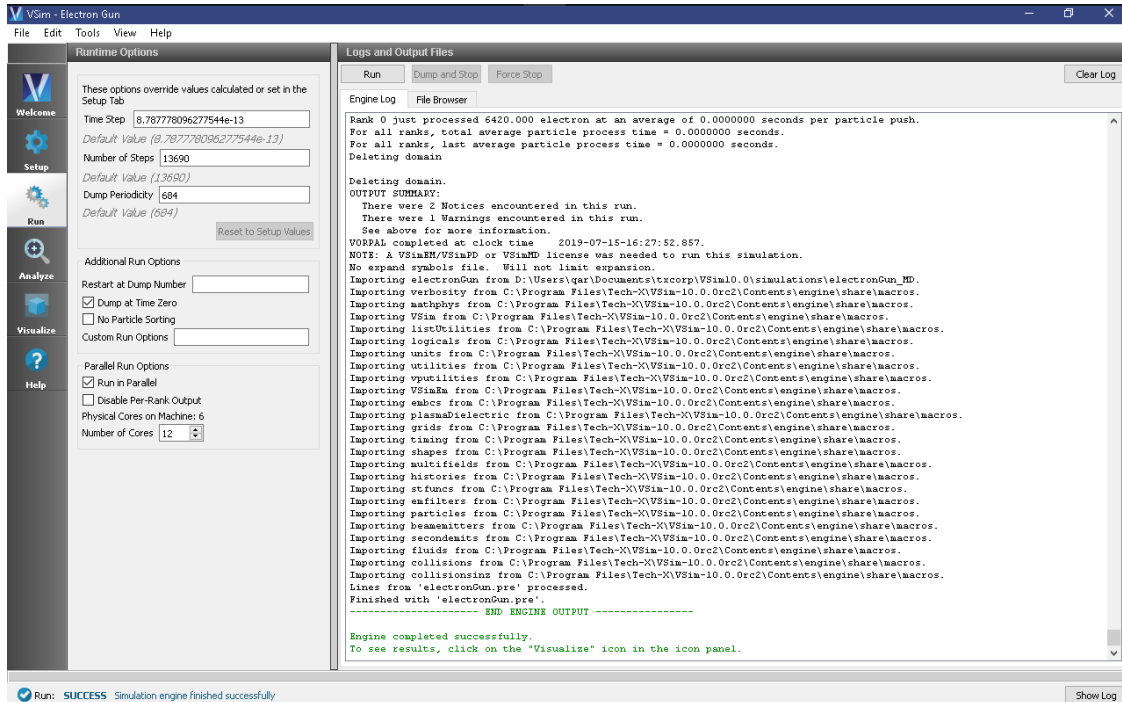 VSim - Electron Gun
File Edit Tools View Help
Runtime Options
Welcome
Setup
Run
Analyze
Visualize
Help
These options override values calculated or set in the
Setup Tab
Time Step 8.787778096277544e-13
Default Value (8.787778096277544e-13)
Number of Steps 13690
Default Value (13690)
Dump Periodicity 684
Default Value (684)
Reset to Setup Values
Additional Run Options
Restart at Dump Number
Dump at Time Zero
No Particle Sorting
Custom Run Options
Parallel Run Options
Run in Parallel
Disable Per-Rank Output
Physical Cores on Machine: 6
Number of Cores 12
Logs and Output Files
Run Dump and Stop Force Stop Clear Log
Engine Log File Browser
Rank 0 just processed 6420.000 electron at an average of 0.0000000 seconds per particle push.
For all ranks, total average particle process time = 0.0000000 seconds.
For all ranks, last average particle process time = 0.0000000 seconds.
Deleting domain
Deleting domain.
OUTPUT SUMMARY:
There were 2 Notices encountered in this run.
There were 1 Warnings encountered in this run.
See above for more information.
VORPAL completed at clock time 2019-07-15-16:27:52.857.
NOTE: A VSimEM/VSimPD or VSimMD license was needed to run this simulation.
No expand symbols file. Will not limit expansion.
Importing electronGun from D:\Users\qar\Documents\txcorp\VSim10.0\simulations\electronGun_MD.
Importing verbosity from C:\Program Files\Tech-X\VSim-10.0.0rc2\Contents\engine\share\macros.
Importing mathphys from C:\Program Files\Tech-X\VSim-10.0.0rc2\Contents\engine\share\macros.
Importing VSim from C:\Program Files\Tech-X\VSim-10.0.0rc2\Contents\engine\share\macros.
Importing listUtilities from C:\Program Files\Tech-X\VSim-10.0.0rc2\Contents\engine\share\macros.
Importing logicals from C:\Program Files\Tech-X\VSim-10.0.0rc2\Contents\engine\share\macros.
Importing units from C:\Program Files\Tech-X\VSim-10.0.0rc2\Contents\engine\share\macros.
Importing utilities from C:\Program Files\Tech-X\VSim-10.0.0rc2\Contents\engine\share\macros.
Importing vputilities from C:\Program Files\Tech-X\VSim-10.0.0rc2\Contents\engine\share\macros.
Importing VSimEm from C:\Program Files\Tech-X\VSim-10.0.0rc2\Contents\engine\share\macros.
Importing embcs from C:\Program Files\Tech-X\VSim-10.0.0rc2\Contents\engine\share\macros.
Importing plasmaDielectric from C:\Program Files\Tech-X\VSim-10.0.0rc2\Contents\engine\share\macros.
Importing grids from C:\Program Files\Tech-X\VSim-10.0.0rc2\Contents\engine\share\macros.
Importing timing from C:\Program Files\Tech-X\VSim-10.0.0rc2\Contents\engine\share\macros.
Importing shapes from C:\Program Files\Tech-X\VSim-10.0.0rc2\Contents\engine\share\macros.
Importing multifields from C:\Program Files\Tech-X\VSim-10.0.0rc2\Contents\engine\share\macros.
Importing histories from C:\Program Files\Tech-X\VSim-10.0.0rc2\Contents\engine\share\macros.
Importing stfuncs from C:\Program Files\Tech-X\VSim-10.0.0rc2\Contents\engine\share\macros.
Importing emfilters from C:\Program Files\Tech-X\VSim-10.0.0rc2\Contents\engine\share\macros.
Importing particles from C:\Program Files\Tech-X\VSim-10.0.0rc2\Contents\engine\share\macros.
Importing beamemitters from C:\Program Files\Tech-X\VSim-10.0.0rc2\Contents\engine\share\macros.
Importing secondemits from C:\Program Files\Tech-X\VSim-10.0.0rc2\Contents\engine\share\macros.
Importing fluids from C:\Program Files\Tech-X\VSim-10.0.0rc2\Contents\engine\share\macros.
Importing collisions from C:\Program Files\Tech-X\VSim-10.0.0rc2\Contents\engine\share\macros.
Importing collisionsinz from C:\Program Files\Tech-X\VSim-10.0.0rc2\Contents\engine\share\macros.
Lines from 'electronGun.pre' processed.
Finished with 'electronGun.pre'.
--------------------- END ENGINE OUTPUT ----------------
Engine completed successfully.
To see results, click on the "Visualize" icon in the icon panel.
Run: SUCCESS Simulation engine finished successfully
Show Log